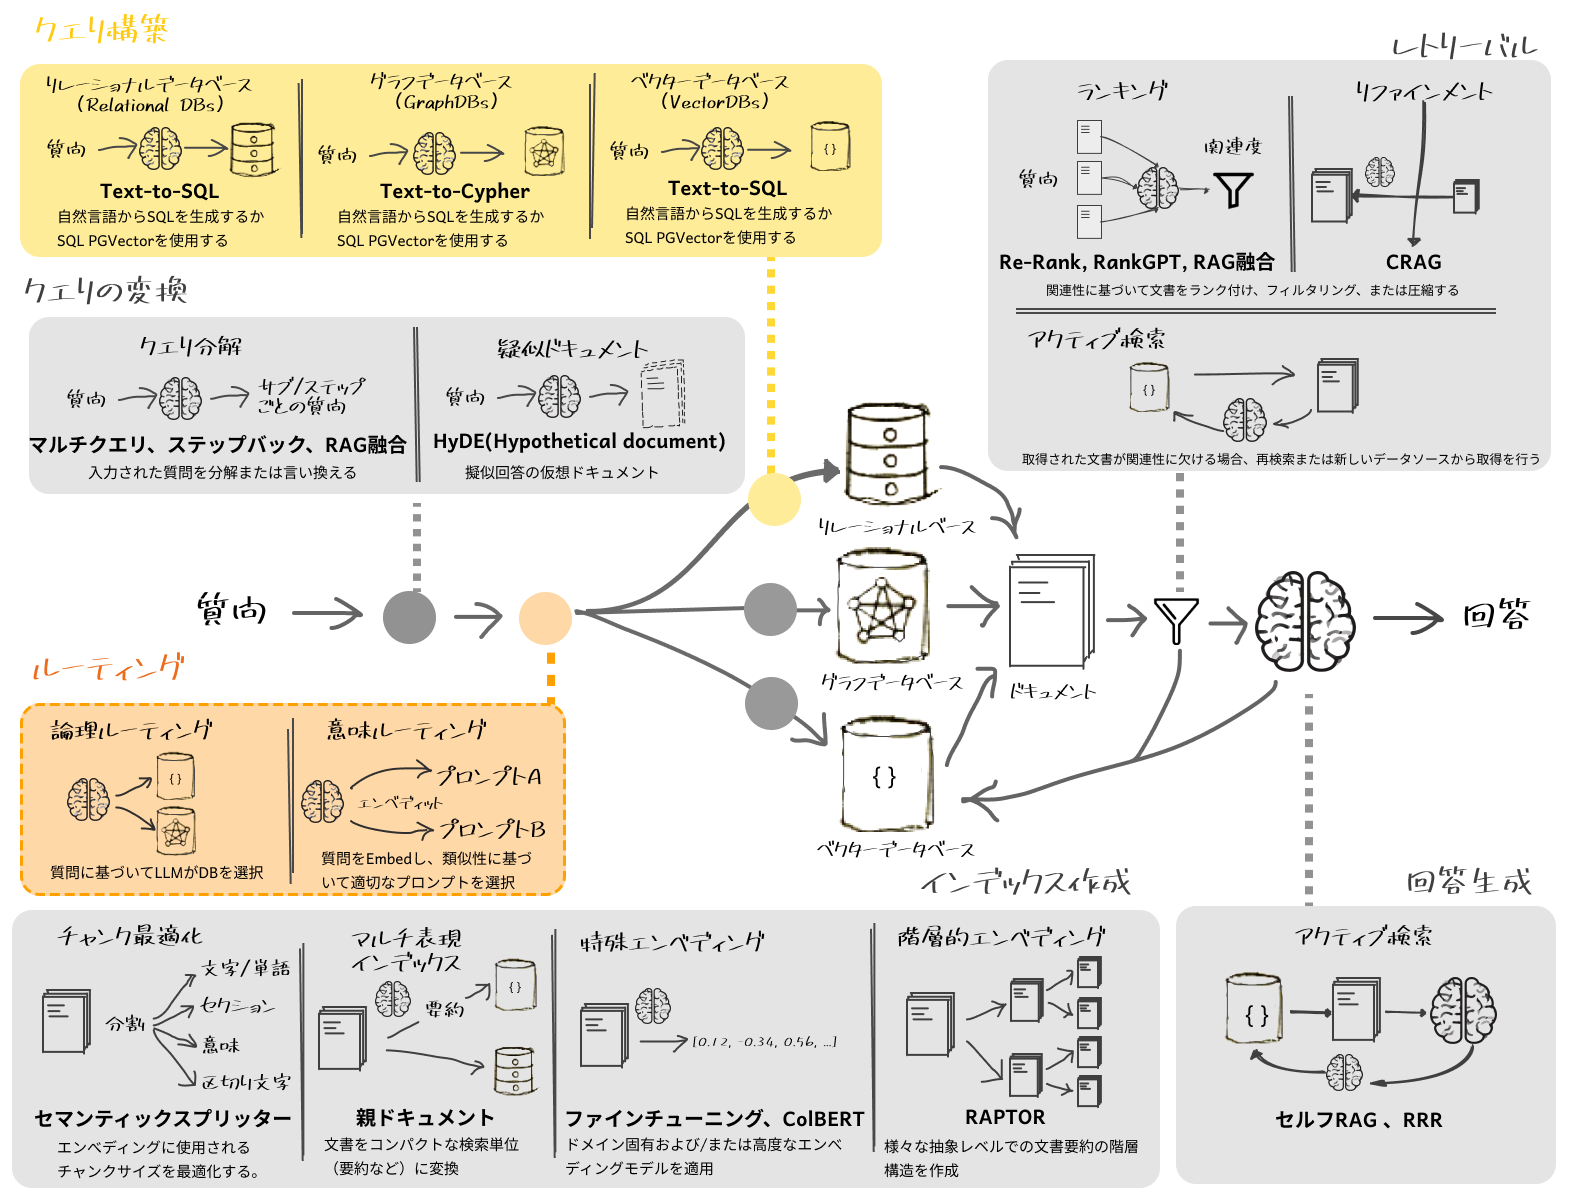 クエリ構築
リレーショナルデータベース
(Relational DBs)
質向
Text-to-SQL
自然言語からSQLを生成するか
SQL PGVectorを使用する
グラフデータベース
(GraphDBs)
質向
Text-to-Cypher
自然言語からSQLを生成するか
SQL PGVectorを使用する
ベクターデータベース
(VectorDBs)
質向
{}
Text-to-SQL
自然言語からSQLを生成するか
SQL PGVectorを使用する
レトリーバル
ランキング
質向
関連度
Re-Rank, RankGPT, RAG融合
リファインメント
CRAG
関連性に基づいて文書をランク付け、フィルタリング、または圧縮する
アクティブ検索
{}
取得された文書が関連性に欠ける場合、再検索または新しいデータソースから取得を行う
クエリの変換
クエリ分解
質向
サブ/ステップ
ごとの質向
マルチクエリ、ステップバック、RAG融合
入力された質問を分解または言い換える
疑似ドキュメント
質向
HyDE(Hypothetical document)
擬似回答の仮想ドキュメント
質向
リレーショナルベース
グラフデータベース
{}
ベクターデータベース
ドキュメント
回答
ルーティング
論理ルーティング
{}
質問に基づいてLLMがDBを選択
意味ルーティング
プロンプトA
エンベディット
プロンプトB
質問をEmbedし、類似性に基づ
いて適切なプロンプトを選択
インデックス作成
チャンク最適化
分割
文字/単語
セクション
意味
区切り文字
セマンティックスプリッター
エンベディングに使用される
チャンクサイズを最適化する。
マルチ表現
インデックス
要約
{}
親ドキュメント
文書をコンパクトな検索単位
（要約など）に変換
特殊エンベディング
[0.12, -0.34, 0.56, ...]
ファインチューニング、ColBERT
ドメイン固有および/または高度なエンベ
ディングモデルを適用
階層的エンベディング
RAPTOR
様々な抽象レベルでの文書要約の階層
構造を作成
回答生成
アクティブ検索
{}
セルフRAG 、RRR